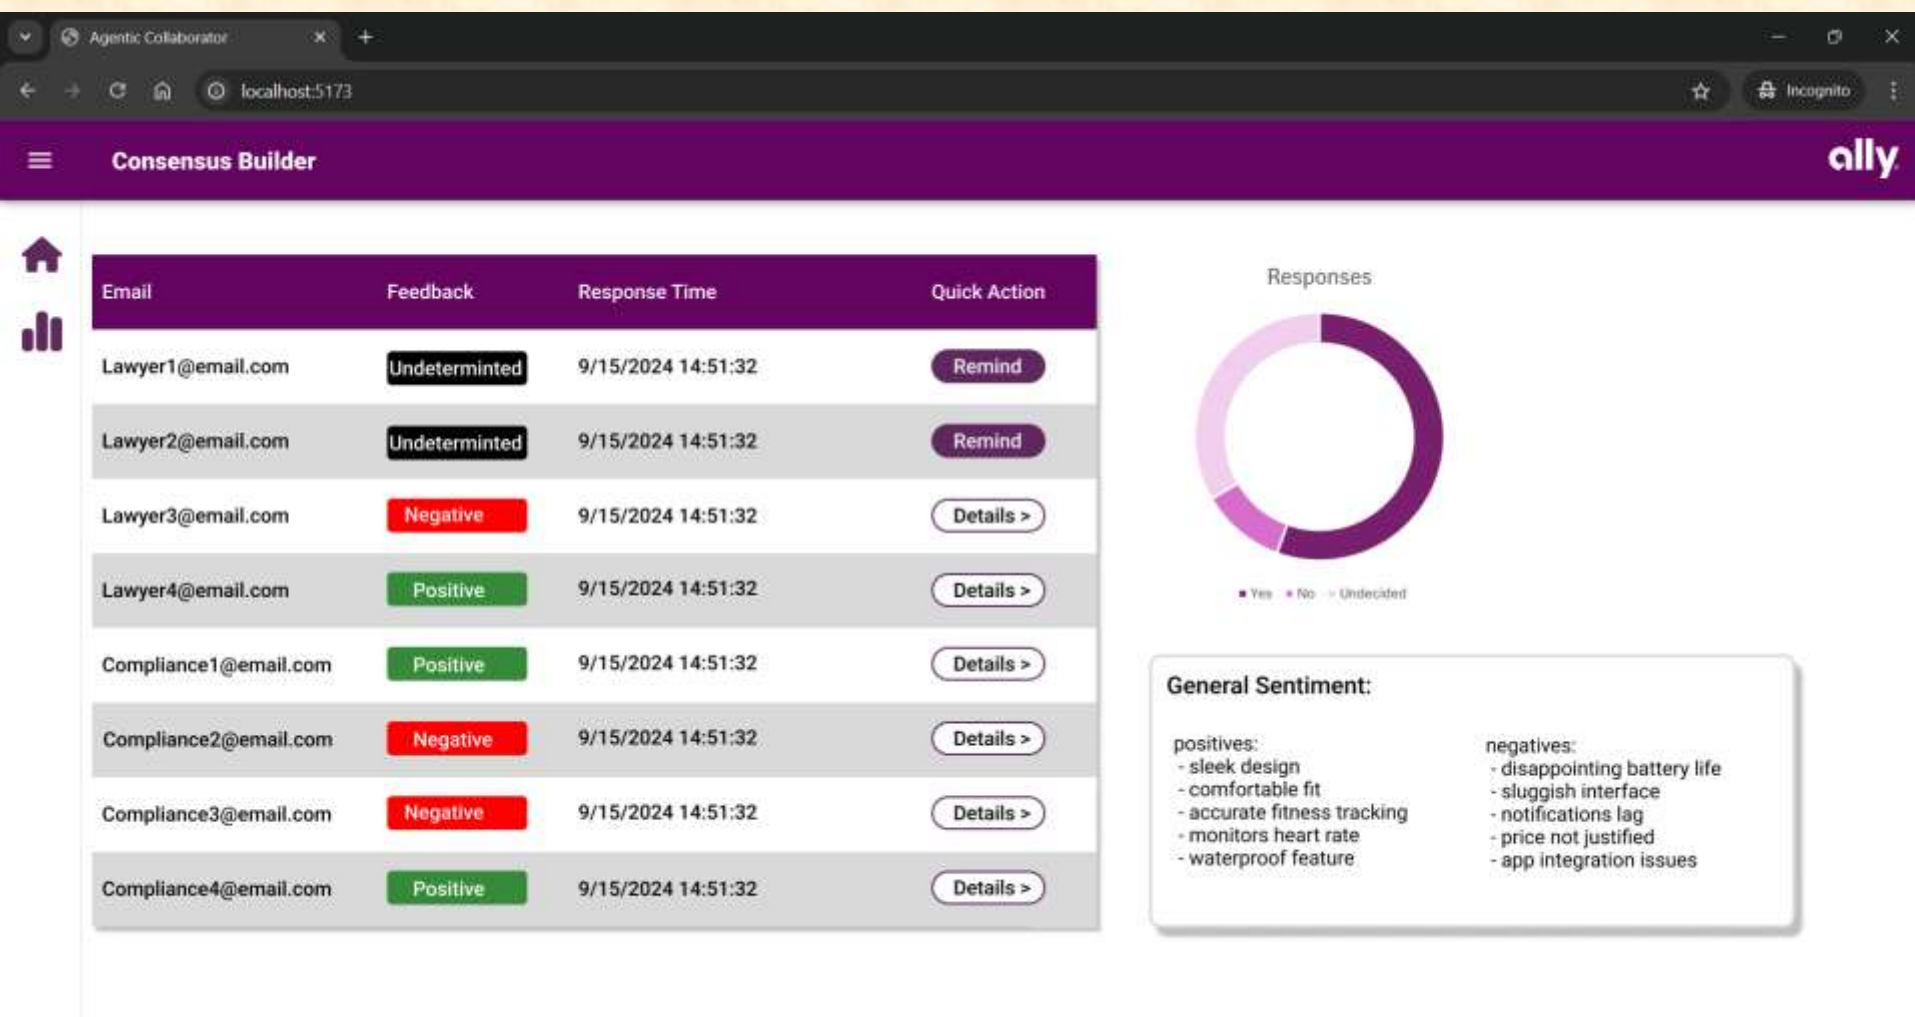 Agentic Collaborator
localhost:5173
Incognito
Consensus Builder
ally
Email Feedback Response Time Quick Action
Lawyer1@email.com Undeterminted 9/15/2024 14:51:32 Remind
Lawyer2@email.com Undeterminted 9/15/2024 14:51:32 Remind
Lawyer3@email.com Negative 9/15/2024 14:51:32 Details >
Lawyer4@email.com Positive 9/15/2024 14:51:32 Details >
Compliance1@email.com Positive 9/15/2024 14:51:32 Details >
Compliance2@email.com Negative 9/15/2024 14:51:32 Details >
Compliance3@email.com Negative 9/15/2024 14:51:32 Details >
Compliance4@email.com Positive 9/15/2024 14:51:32 Details >
Responses
Yes No Undecided
General Sentiment:
positives:
- sleek design
- comfortable fit
- accurate fitness tracking
- monitors heart rate
- waterproof feature
negatives:
- disappointing battery life
- sluggish interface
- notifications lag
- price not justified
- app integration issues